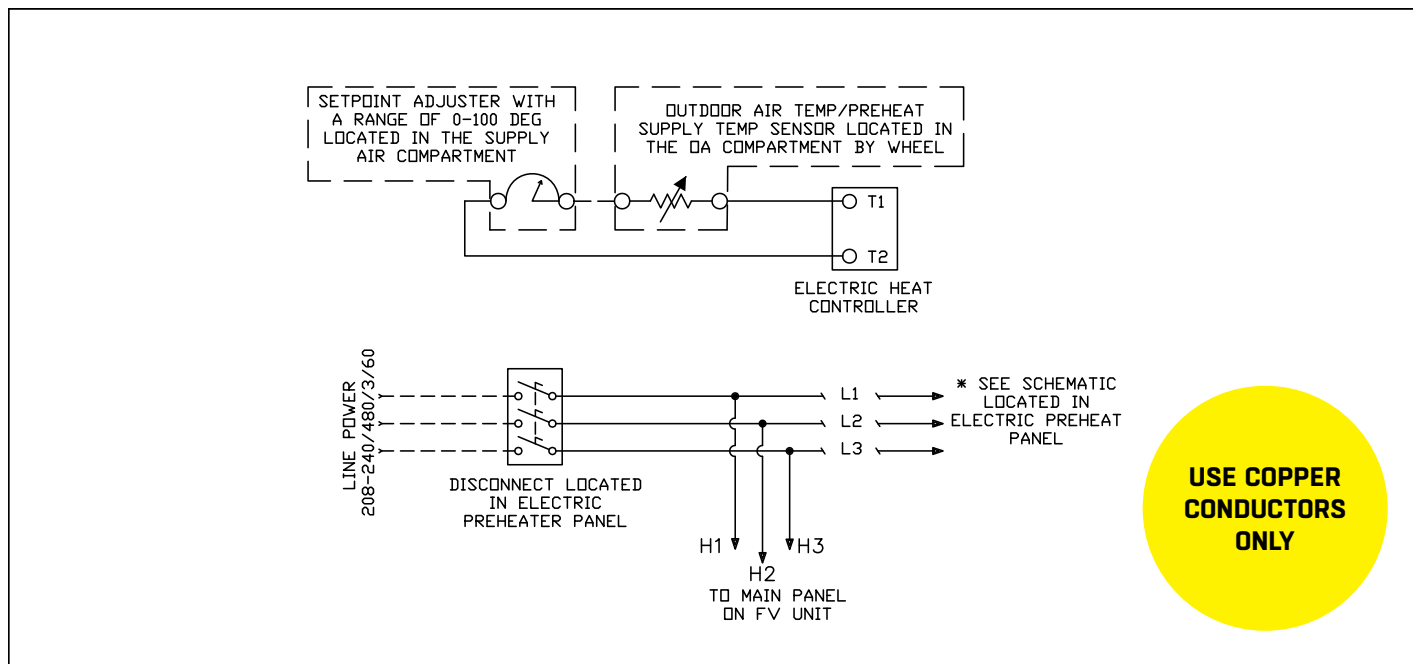 SETPOINT ADJUSTER WITH
A RANGE OF 0-100 DEG
LOCATED IN THE SUPPLY
AIR COMPARTMENT
OUTDOOR AIR TEMP/PREHEAT
SUPPLY TEMP SENSOR LOCATED IN
THE OA COMPARTMENT BY WHEEL
T1
T2
ELECTRIC HEAT
CONTROLLER
LINE POWER
208-240/480/3/60
DISCONNECT LOCATED
IN ELECTRIC
PREHEATER PANEL
L1
L2
L3
* SEE SCHEMATIC
LOCATED IN
ELECTRIC PREHEAT
PANEL
H1
H2
H3
TO MAIN PANEL
ON FV UNIT
USE COPPER
CONDUCTORS
ONLY